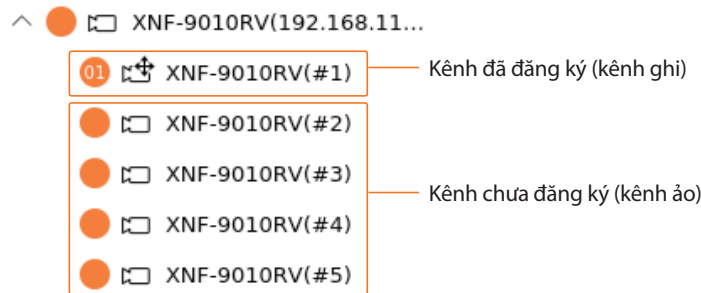 XNF-9010RV(192.168.11...
01 XNF-9010RV(#1)
Kênh đã đăng ký (kênh ghi)
XNF-9010RV(#2)
XNF-9010RV(#3)
Kênh chưa đăng ký (kênh ảo)
XNF-9010RV(#4)
XNF-9010RV(#5)